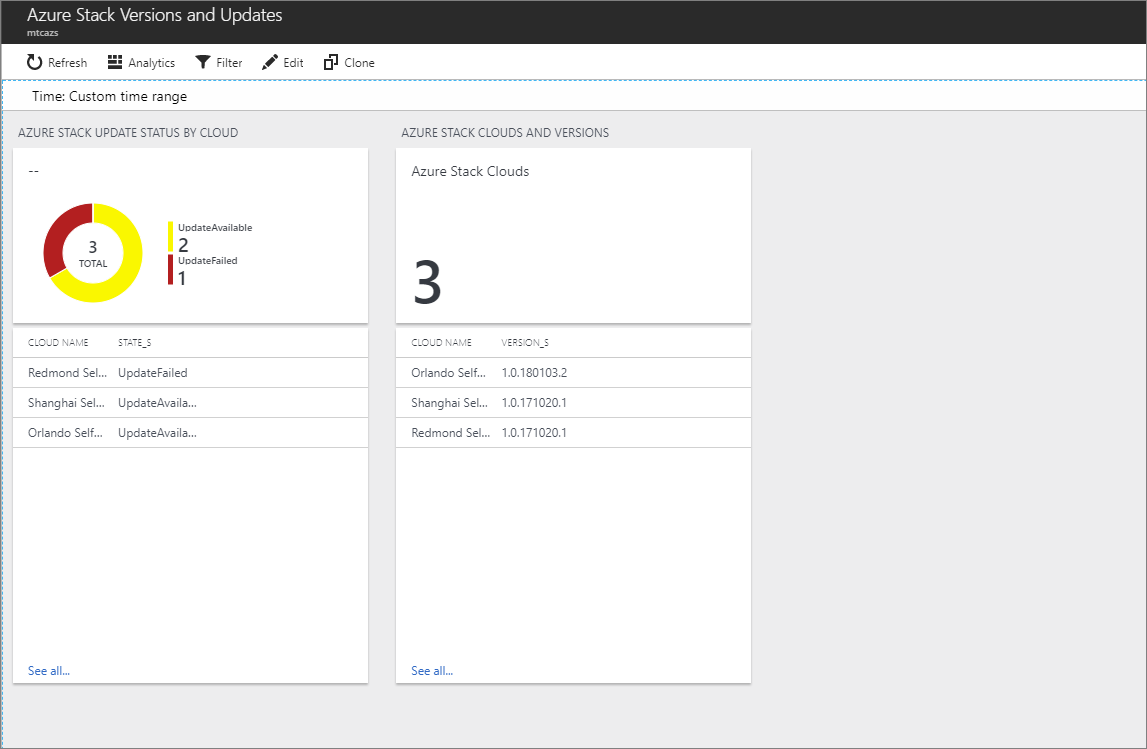 Azure Stack Versions and Updates
mtcazs
Refresh Analytics Filter Edit Clone
Time: Custom time range
AZURE STACK UPDATE STATUS BY CLOUD
--
3
TOTAL
UpdateAvailable
2
UpdateFailed
1
CLOUD NAME STATE_S
Redmond Sel... UpdateFailed
Shanghai Sel... UpdateAvaila...
Orlando Self... UpdateAvaila...
See all...
AZURE STACK CLOUDS AND VERSIONS
Azure Stack Clouds
3
CLOUD NAME VERSION_S
Orlando Self... 1.0.180103.2
Shanghai Sel... 1.0.171020.1
Redmond Sel... 1.0.171020.1
See all...